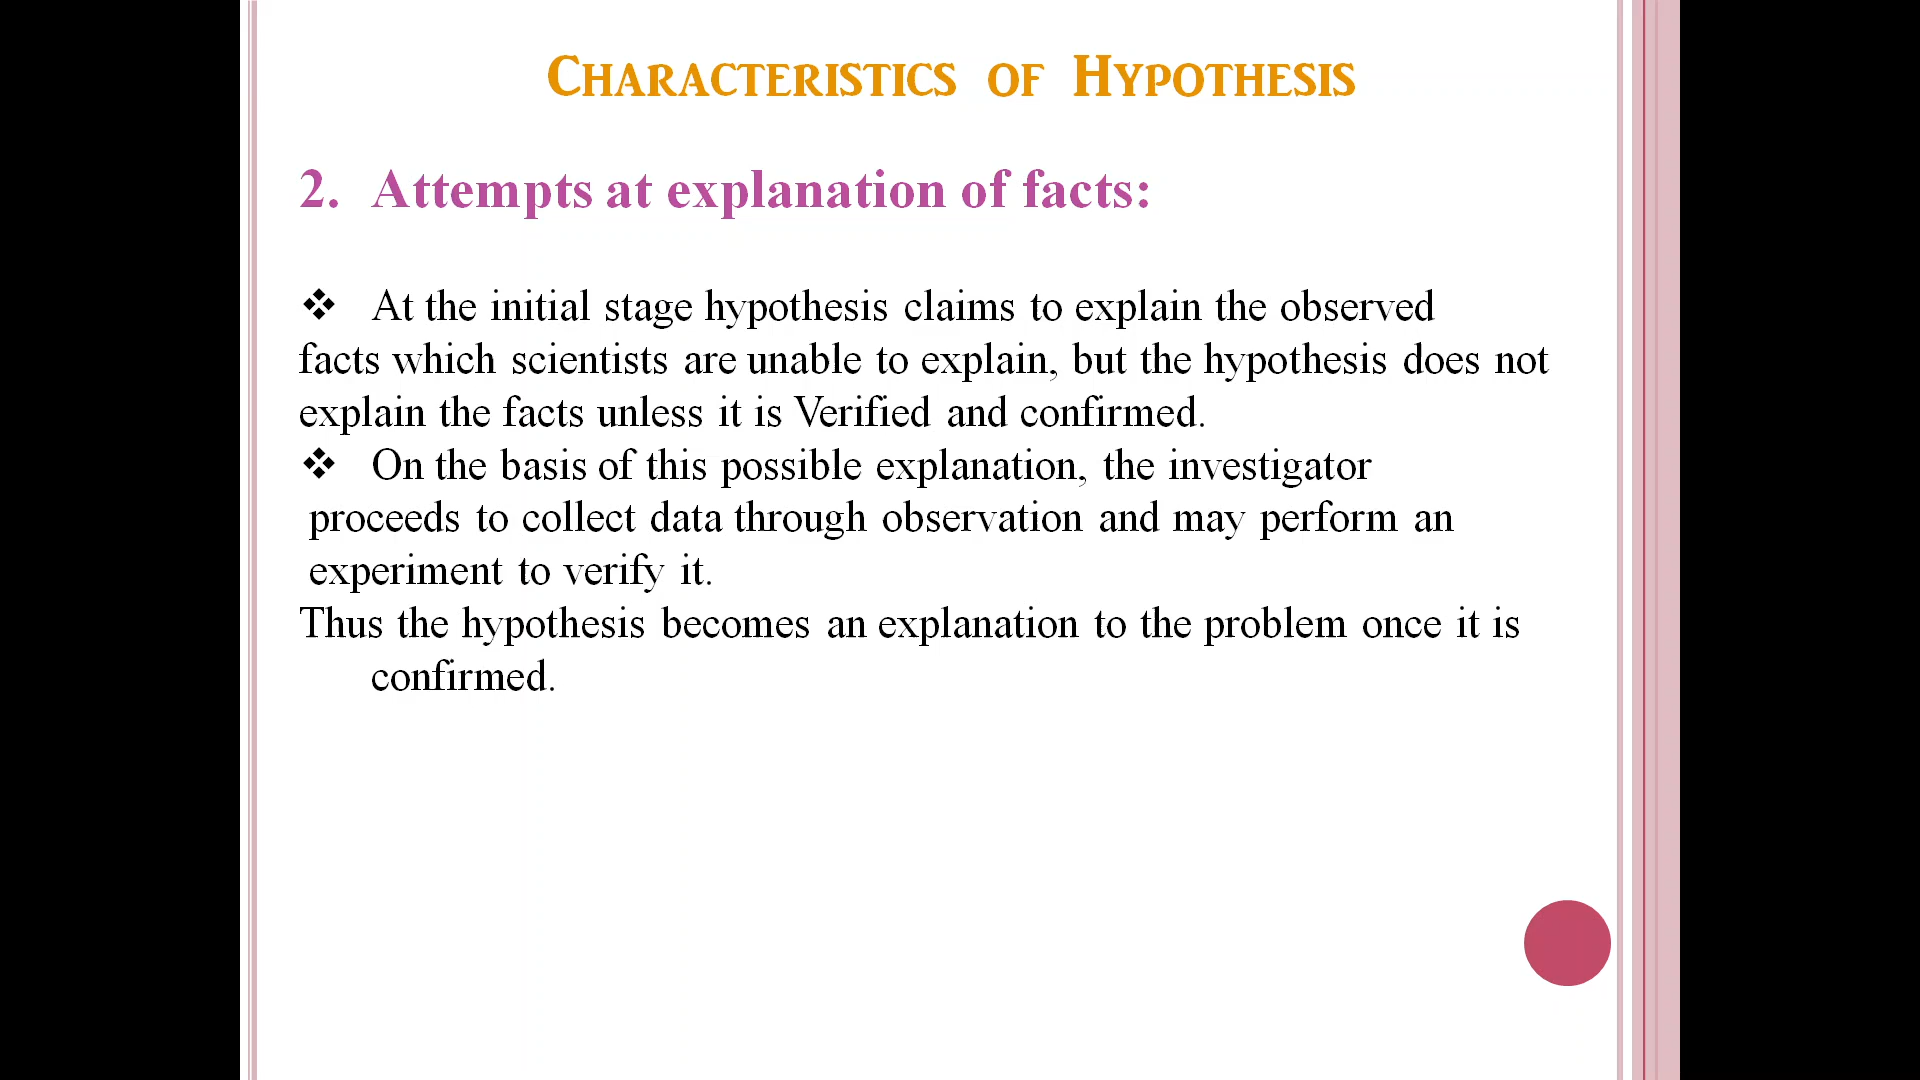 Characteristics of Hypothesis
2. Attempts at explanation of facts:
❖ At the initial stage hypothesis claims to explain the observed
facts which scientists are unable to explain, but the hypothesis does not
explain the facts unless it is Verified and confirmed.
❖ On the basis of this possible explanation, the investigator
proceeds to collect data through observation and may perform an
experiment to verify it.
Thus the hypothesis becomes an explanation to the problem once it is
confirmed.